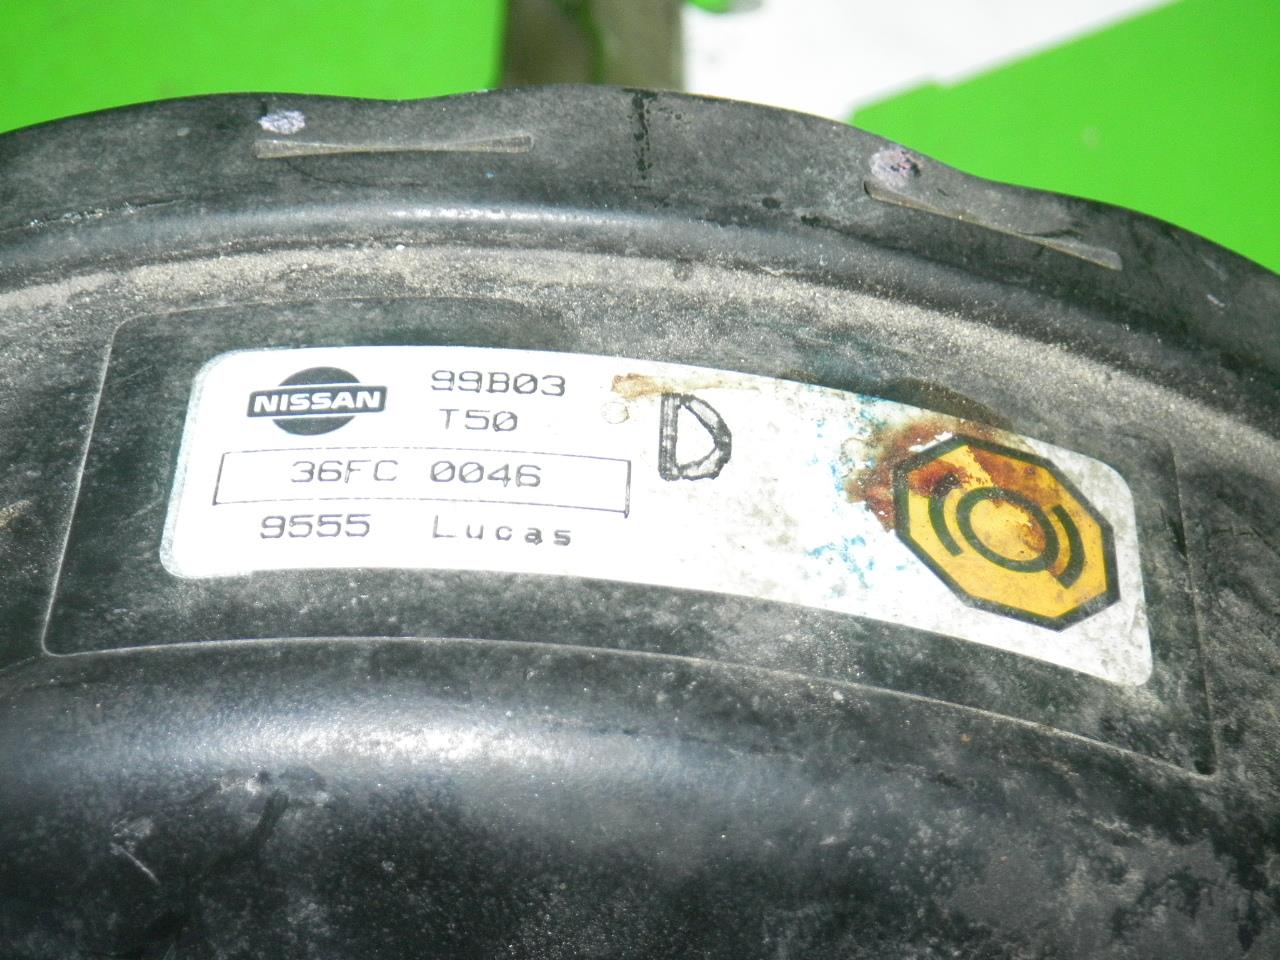 NISSAN
99B03
T50
D
36FC 0046
9555 Lucas